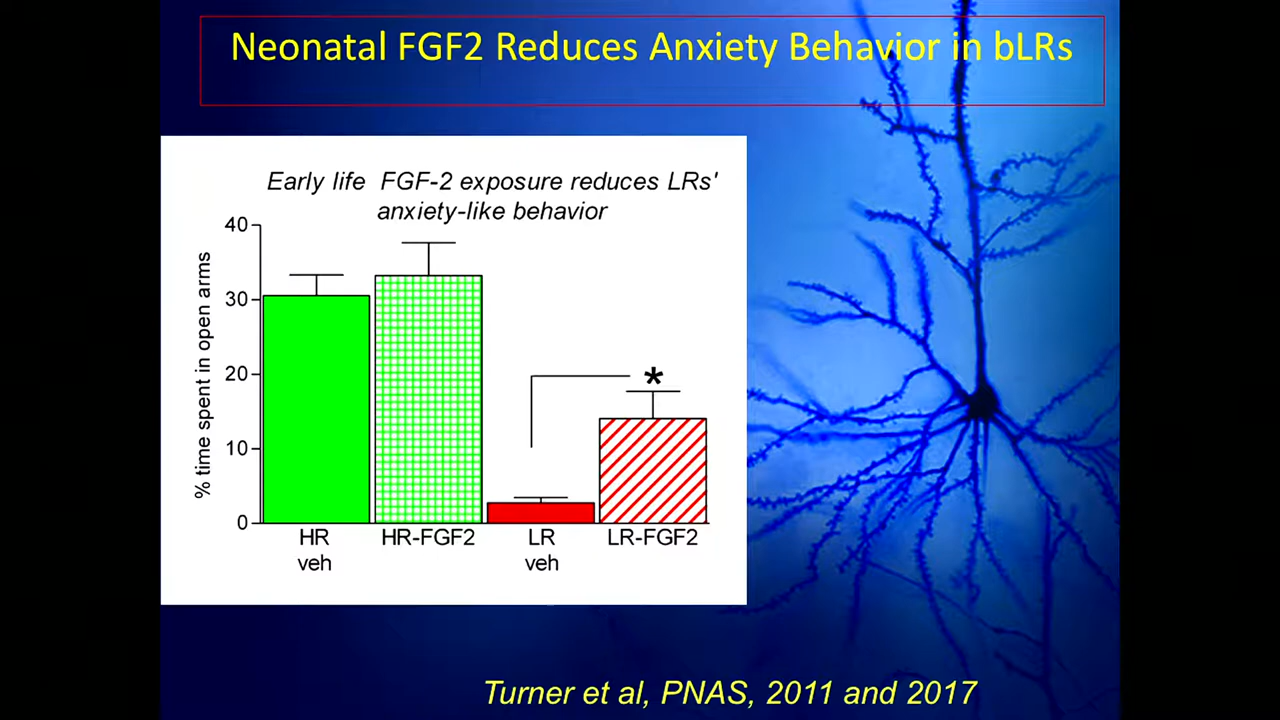 Neonatal FGF2 Reduces Anxiety Behavior in bLRs
Early life FGF-2 exposure reduces LRs'
anxiety-like behavior
% time spent in open arms
40
30
20
10
0
*
HR
veh
HR-FGF2
LR
veh
LR-FGF2
Turner et al, PNAS, 2011 and 2017